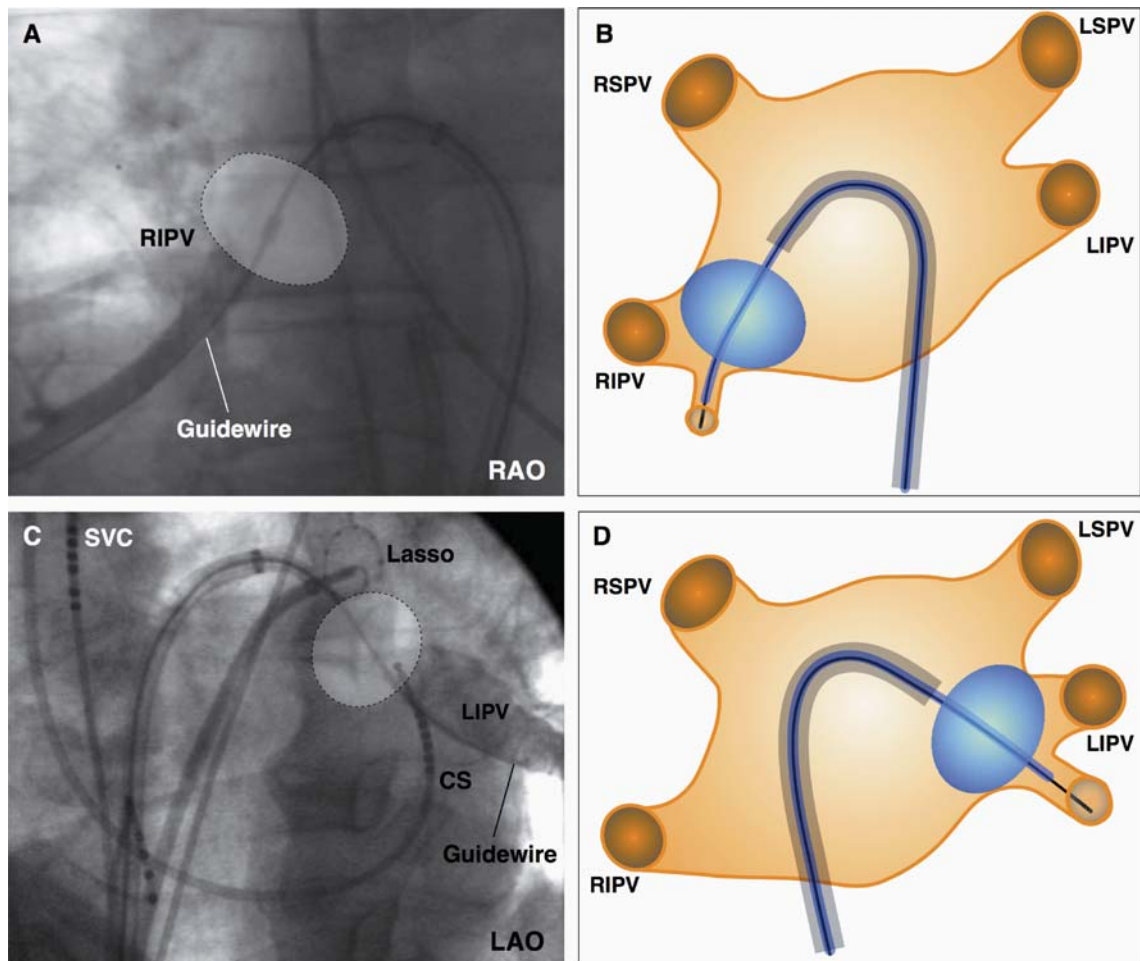 A
RIPV
Guidewire
RAO
B
LSPV
RSPV
LIPV
RIPV
C
SVC
Lasso
LIPV
CS
Guidewire
LAO
D
LSPV
RSPV
LIPV
RIPV